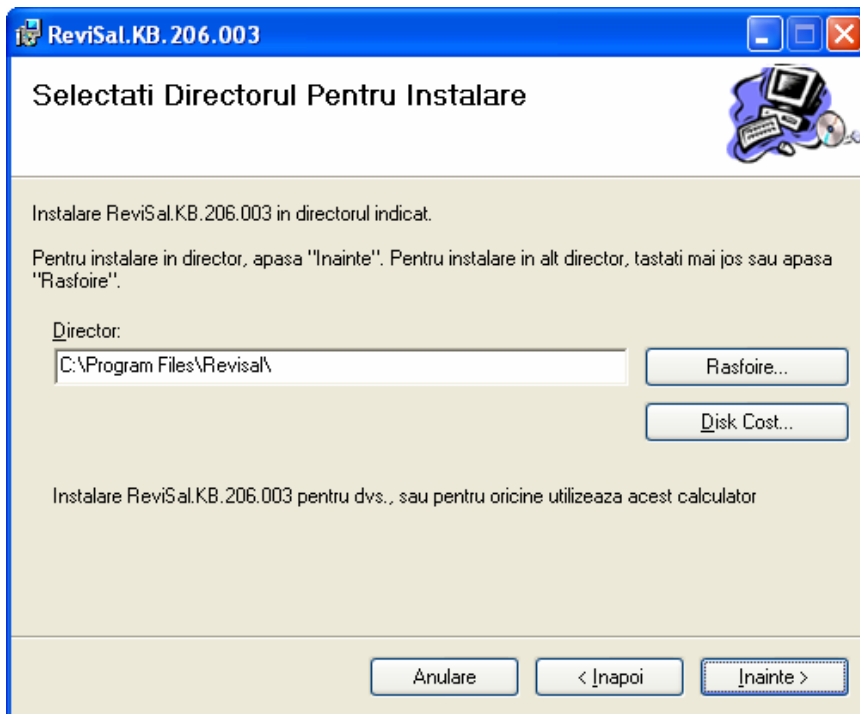 ReviSal.KB.206.003
Selectati Directorul Pentru Instalare
Instalare ReviSal.KB.206.003 in directorul indicat.
Pentru instalare in director, apasa "Inainte". Pentru instalare in alt director, tastati mai jos sau apasa
"Rasfoire".
Director:
C:\Program Files\Revisal\
Rasfoire...
Disk Cost...
Instalare ReviSal.KB.206.003 pentru dvs., sau pentru oricine utilizeaza acest calculator
Anulare
< Inapoi
Inainte >